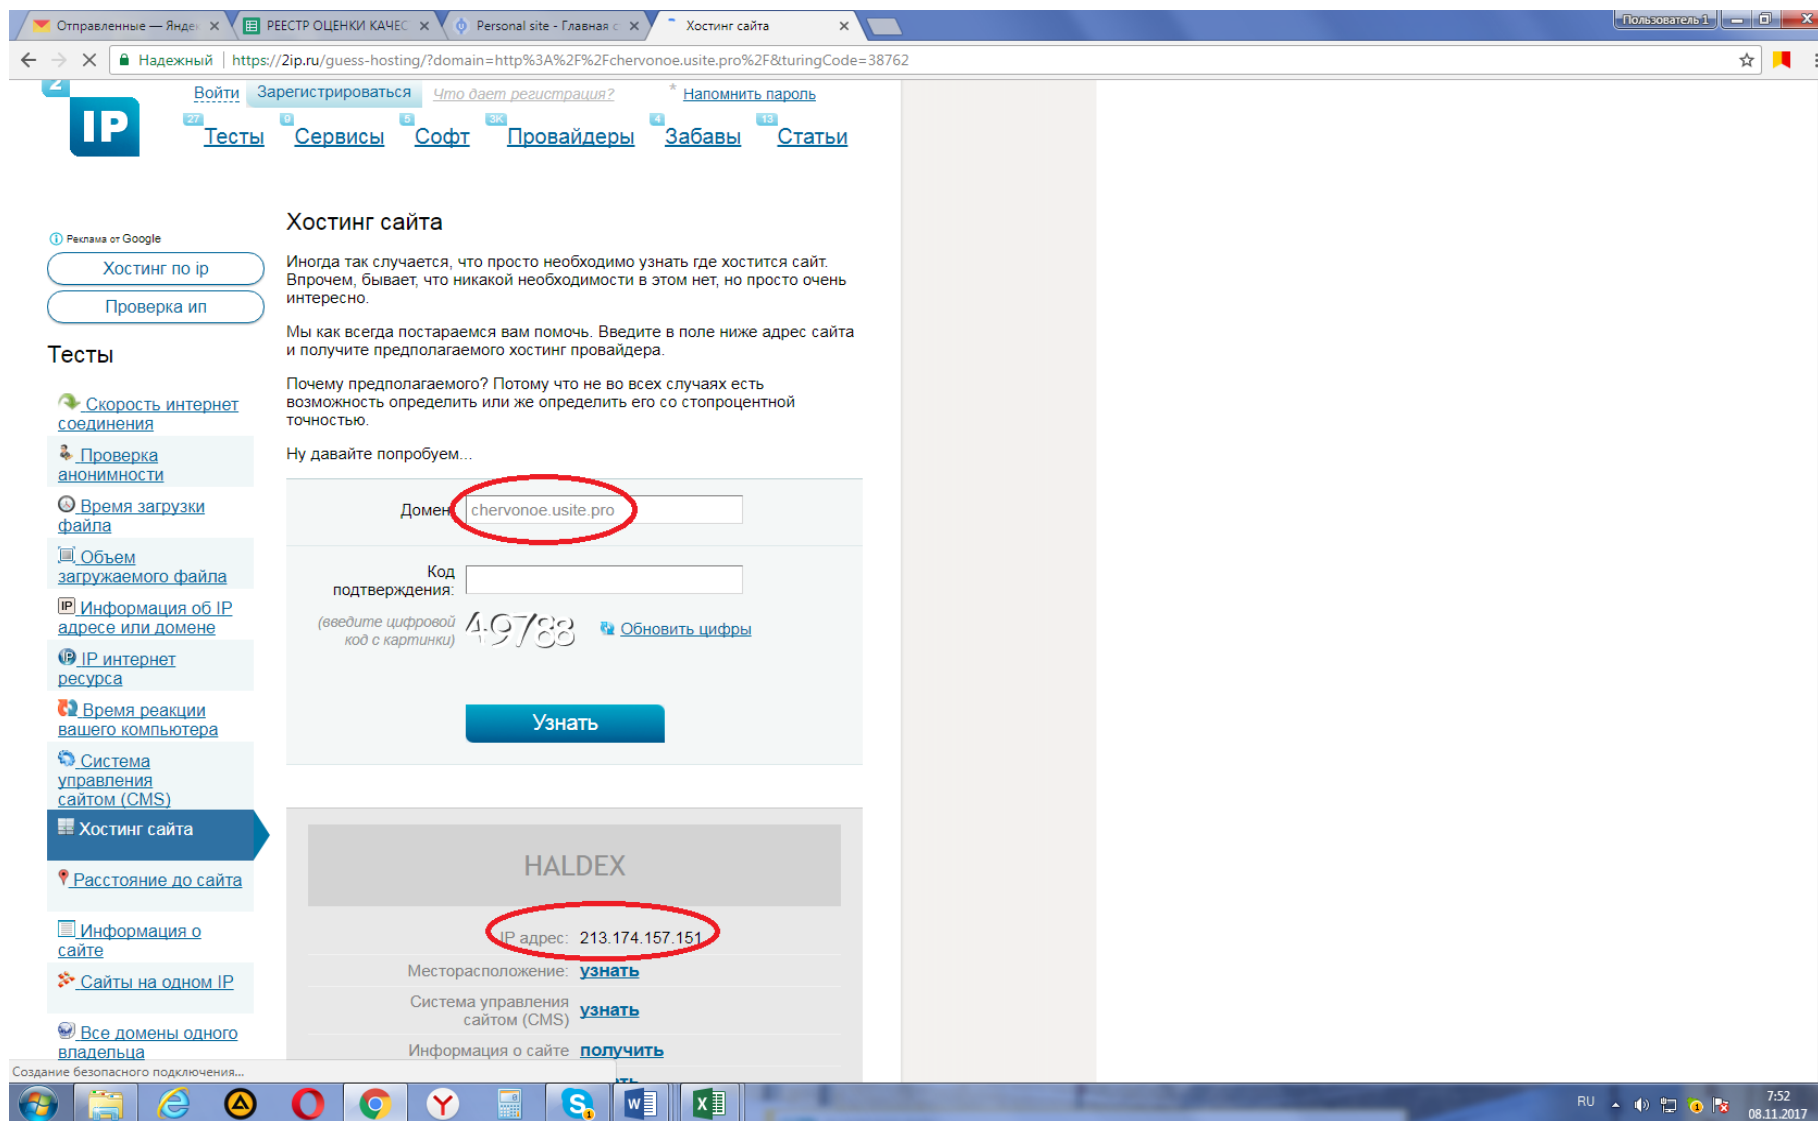 Отправленные — Яндек
РЕЕСТР ОЦЕНКИ КАЧЕС
Personal site - Главная с
Хостинг сайта
Пользователь 1
Надежный
https://2ip.ru/guess-hosting/?domain=http%3A%2F%2Fchervonoe.usite.pro%2F&turingCode=38762
2
IP
Войти
Зарегистрироваться
Что дает регистрация?
* Напомнить пароль
27 Тесты
9 Сервисы
5 Софт
3K Провайдеры
4 Забавы
13 Статьи
Реклама от Google
Хостинг по ip
Проверка ип
Тесты
Скорость интернет
соединения
Проверка
анонимности
Время загрузки
файла
Объем
загружаемого файла
IP Информация об IP
адресе или домене
IP интернет
ресурса
Время реакции
вашего компьютера
Система
управления
сайтом (CMS)
Хостинг сайта
Расстояние до сайта
Информация о
сайте
Сайты на одном IP
Все домены одного
владельца
Хостинг сайта
Иногда так случается, что просто необходимо узнать где хостится сайт.
Впрочем, бывает, что никакой необходимости в этом нет, но просто очень
интересно.
Мы как всегда постараемся вам помочь. Введите в поле ниже адрес сайта
и получите предполагаемого хостинг провайдера.
Почему предполагаемого? Потому что не во всех случаях есть
возможность определить или же определить его со стопроцентной
точностью.
Ну давайте попробуем...
Домен
chervonoe.usite.pro
Код
подтверждения:
(введите цифровой
код с картинки)
49788
Обновить цифры
Узнать
HALDEX
IP адрес: 213.174.157.151
Месторасположение: узнать
Система управления
сайтом (CMS) узнать
Информация о сайте получить
Создание безопасного подключения...
RU
7:52
08.11.2017